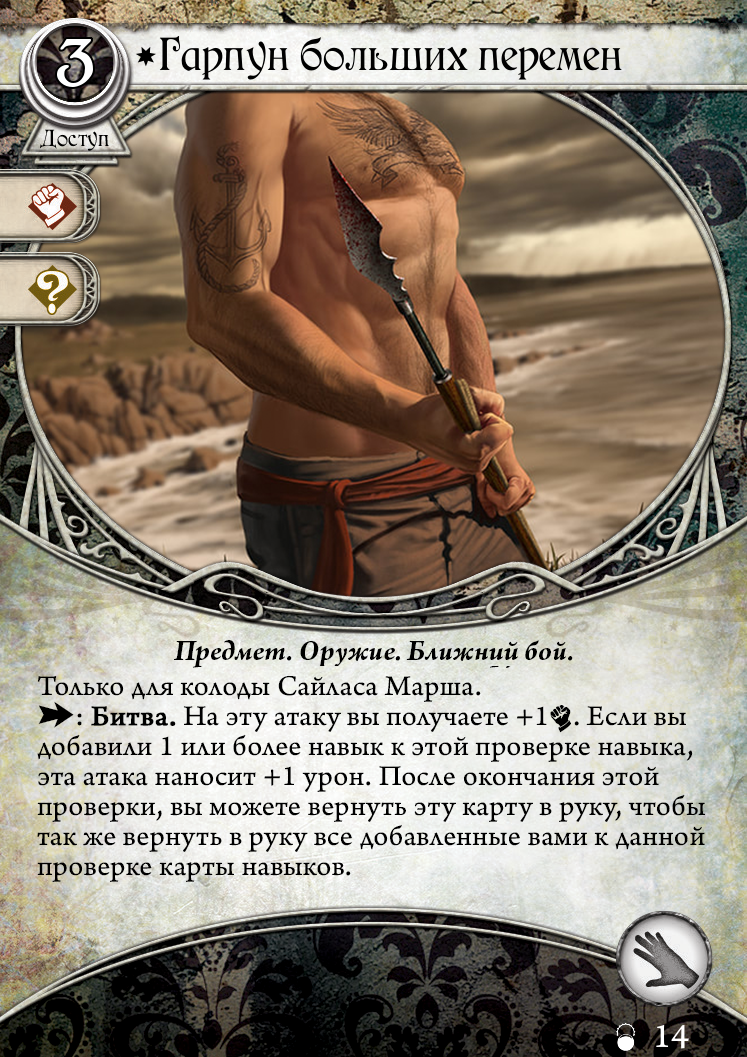 3
Гарпун больших перемен
Доступ
?
Предмет. Оружие. Ближний бой.
Только для колоды Сайласа Марша.
: Битва. На эту атаку вы получаете +1. Если вы
добавили 1 или более навык к этой проверке навыка,
эта атака наносит +1 урон. После окончания этой
проверки, вы можете вернуть эту карту в руку, чтобы
так же вернуть в руку все добавленные вами к данной
проверке карты навыков.
14